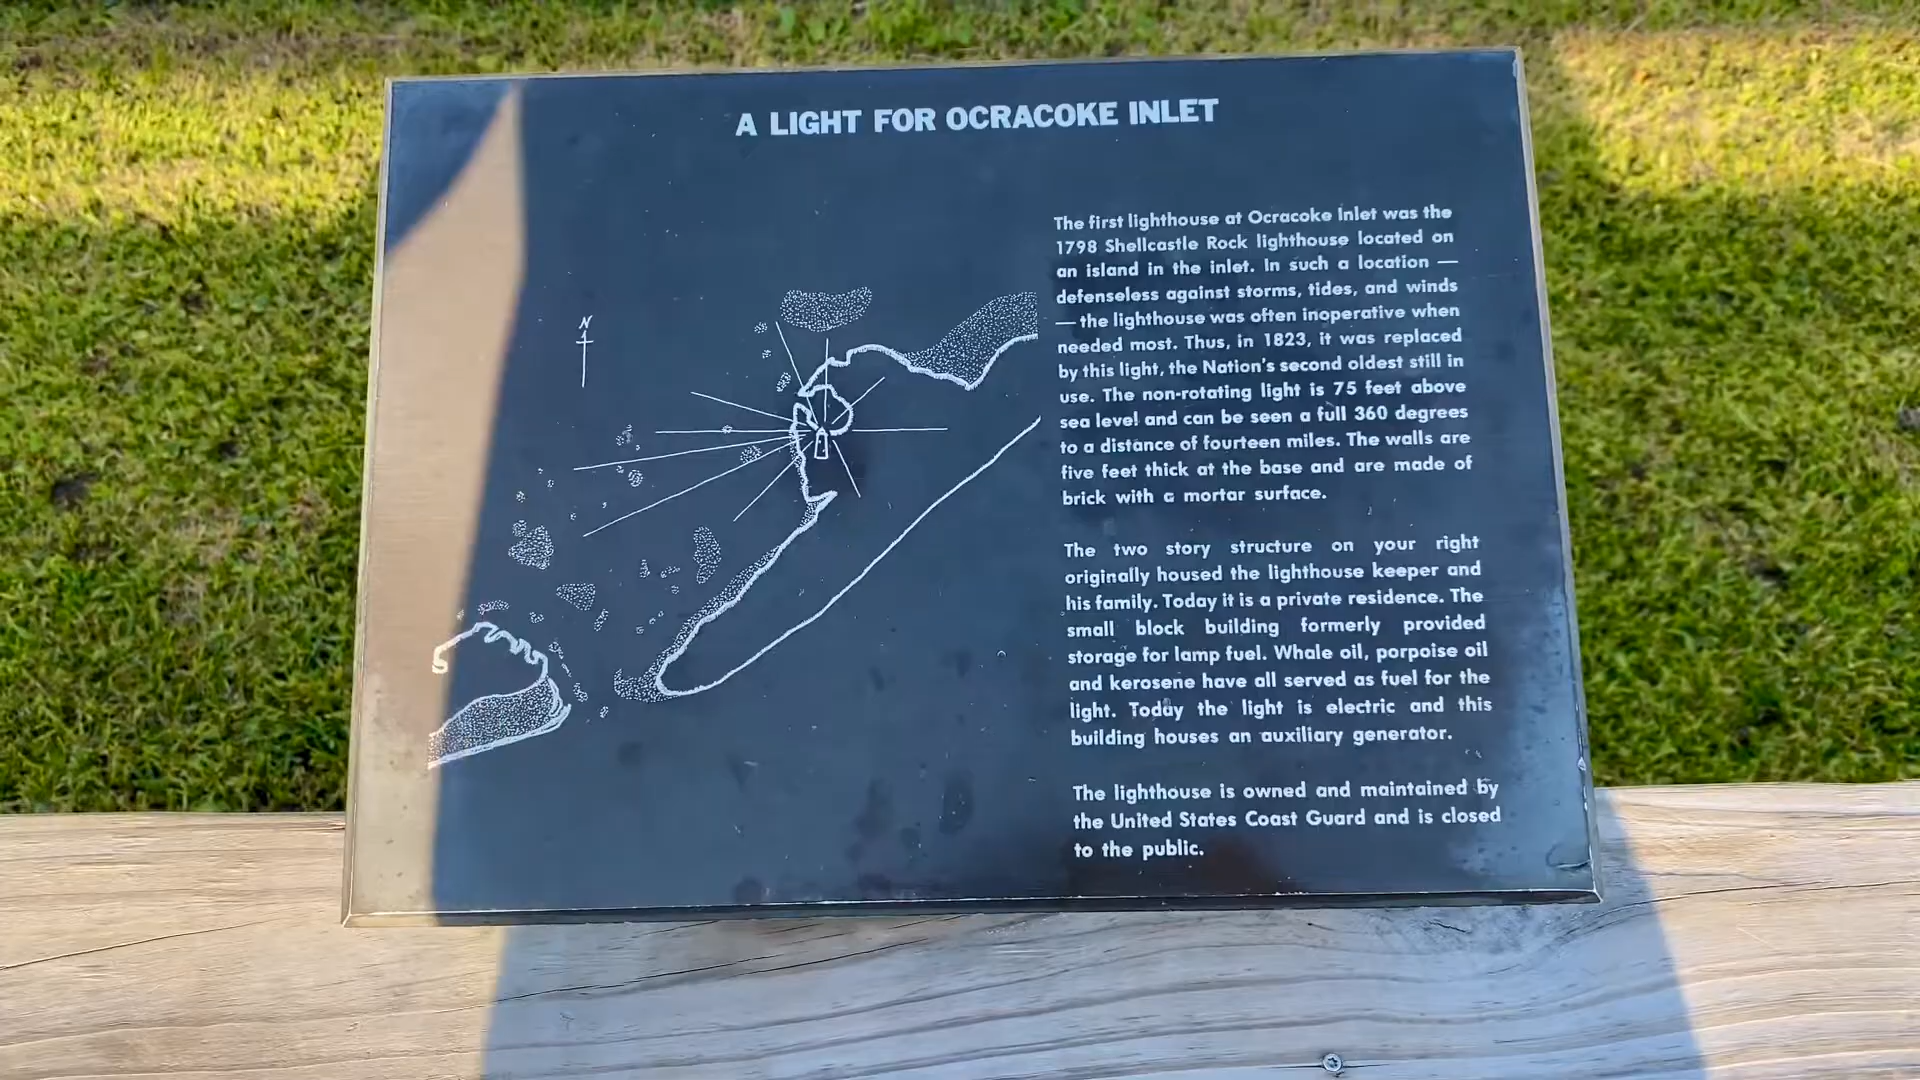 A LIGHT FOR OCRACOKE INLET
N
The first lighthouse at Ocracoke Inlet was the
1798 Shellcastle Rock lighthouse located on
an island in the inlet. In such a location —
defenseless against storms, tides, and winds
— the lighthouse was often inoperative when
needed most. Thus, in 1823, it was replaced
by this light, the Nation's second oldest still in
use. The non-rotating light is 75 feet above
sea level and can be seen a full 360 degrees
to a distance of fourteen miles. The walls are
five feet thick at the base and are made of
brick with a mortar surface.
The two story structure on your right
originally housed the lighthouse keeper and
his family. Today it is a private residence. The
small block building formerly provided
storage for lamp fuel. Whale oil, porpoise oil
and kerosene have all served as fuel for the
light. Today the light is electric and this
building houses an auxiliary generator.
The lighthouse is owned and maintained by
the United States Coast Guard and is closed
to the public.